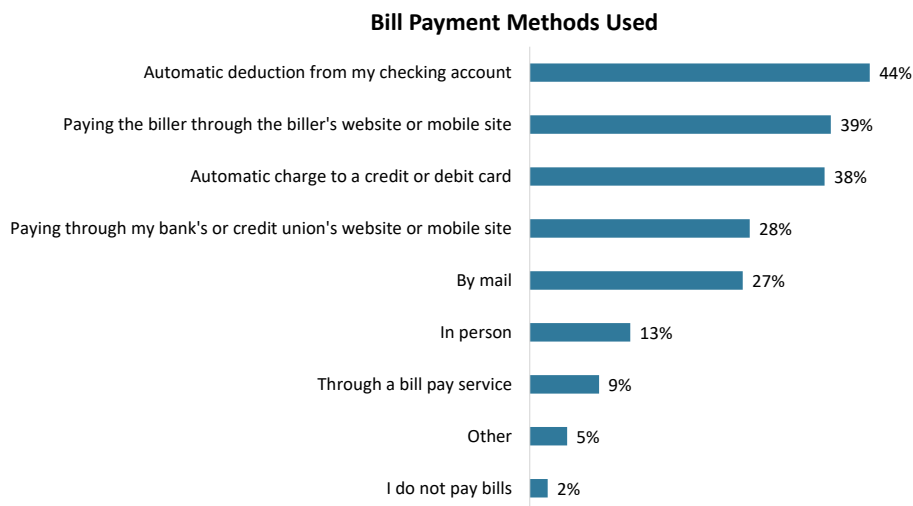 Bill Payment Methods Used
Automatic deduction from my checking account 44%
Paying the biller through the biller's website or mobile site 39%
Automatic charge to a credit or debit card 38%
Paying through my bank's or credit union's website or mobile site 28%
By mail 27%
In person 13%
Through a bill pay service 9%
Other 5%
I do not pay bills 2%